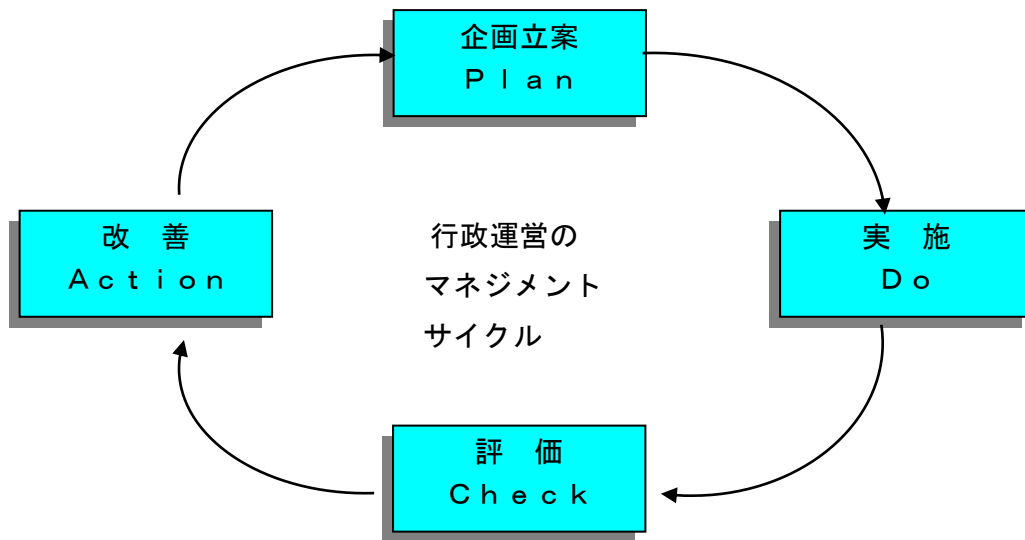 企画立案
Ｐｌａｎ
改　善
Ａｃｔｉｏｎ
行政運営の
マネジメント
サイクル
実　施
Ｄｏ
評　価
Ｃｈｅｃｋ